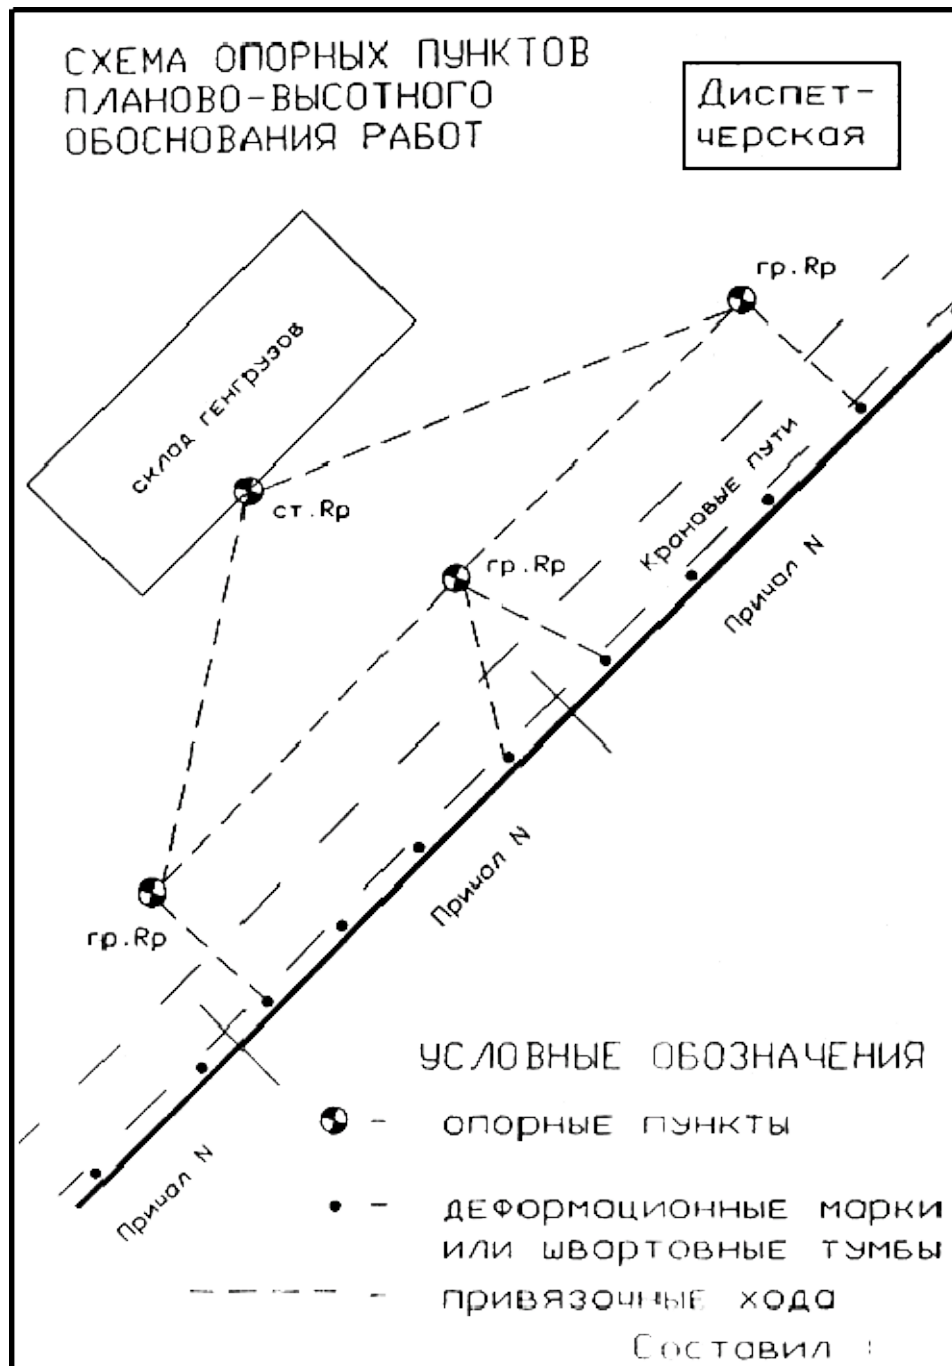 СХЕМА ОПОРНЫХ ПУНКТОВ
ПЛАНОВО-ВЫСОТНОГО
ОБОСНОВАНИЯ РАБОТ
Диспет-
черская
гр.Rp
склад генгрузов
ст.Rp
Крановые пути
гр.Rp
Причал N
Причал N
гр.Rp
Причал N
УСЛОВНЫЕ ОБОЗНАЧЕНИЯ
- опорные пункты
- деформационные марки
или швартовные тумбы
- привязочные хода
Составил :